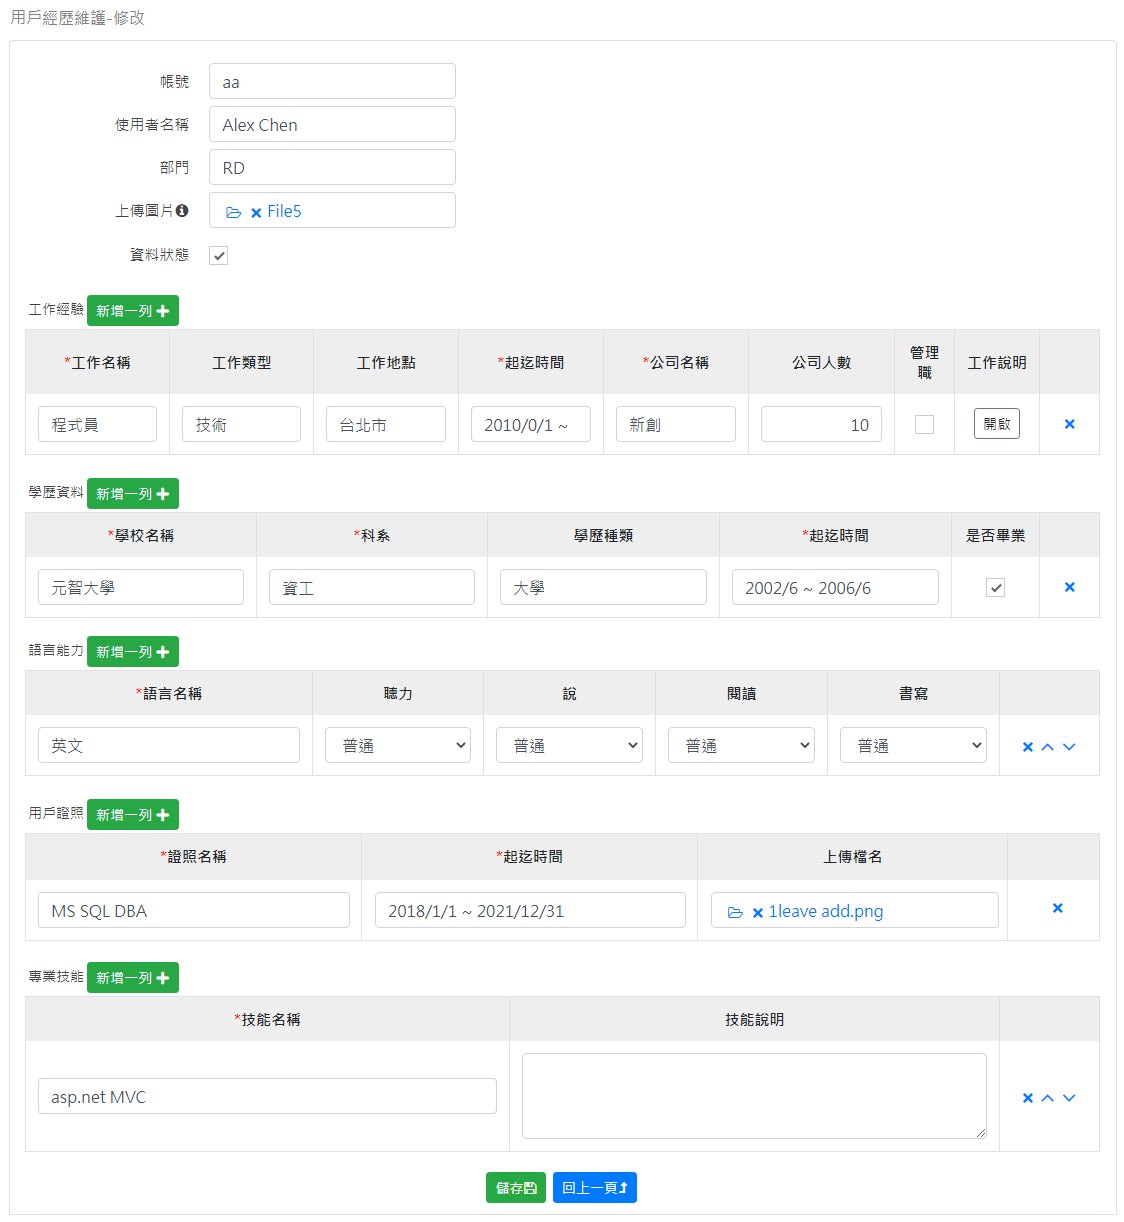 用戶經歷維護-修改
帳號 aa
使用者名稱 Alex Chen
部門 RD
上傳圖片 File5
資料狀態
工作經驗 新增一列
*工作名稱 工作類型 工作地點 *起迄時間 *公司名稱 公司人數 管理職 工作說明
程式員 技術 台北市 2010/0/1 ~ 新創 10 開啟
學歷資料 新增一列
*學校名稱 *科系 學歷種類 *起迄時間 是否畢業
元智大學 資工 大學 2002/6 ~ 2006/6
語言能力 新增一列
*語言名稱 聽力 說 閱讀 書寫
英文 普通 普通 普通 普通
用戶證照 新增一列
*證照名稱 *起迄時間 上傳檔名
MS SQL DBA 2018/1/1 ~ 2021/12/31 1leave add.png
專業技能 新增一列
*技能名稱 技能說明
asp.net MVC
儲存 回上一頁